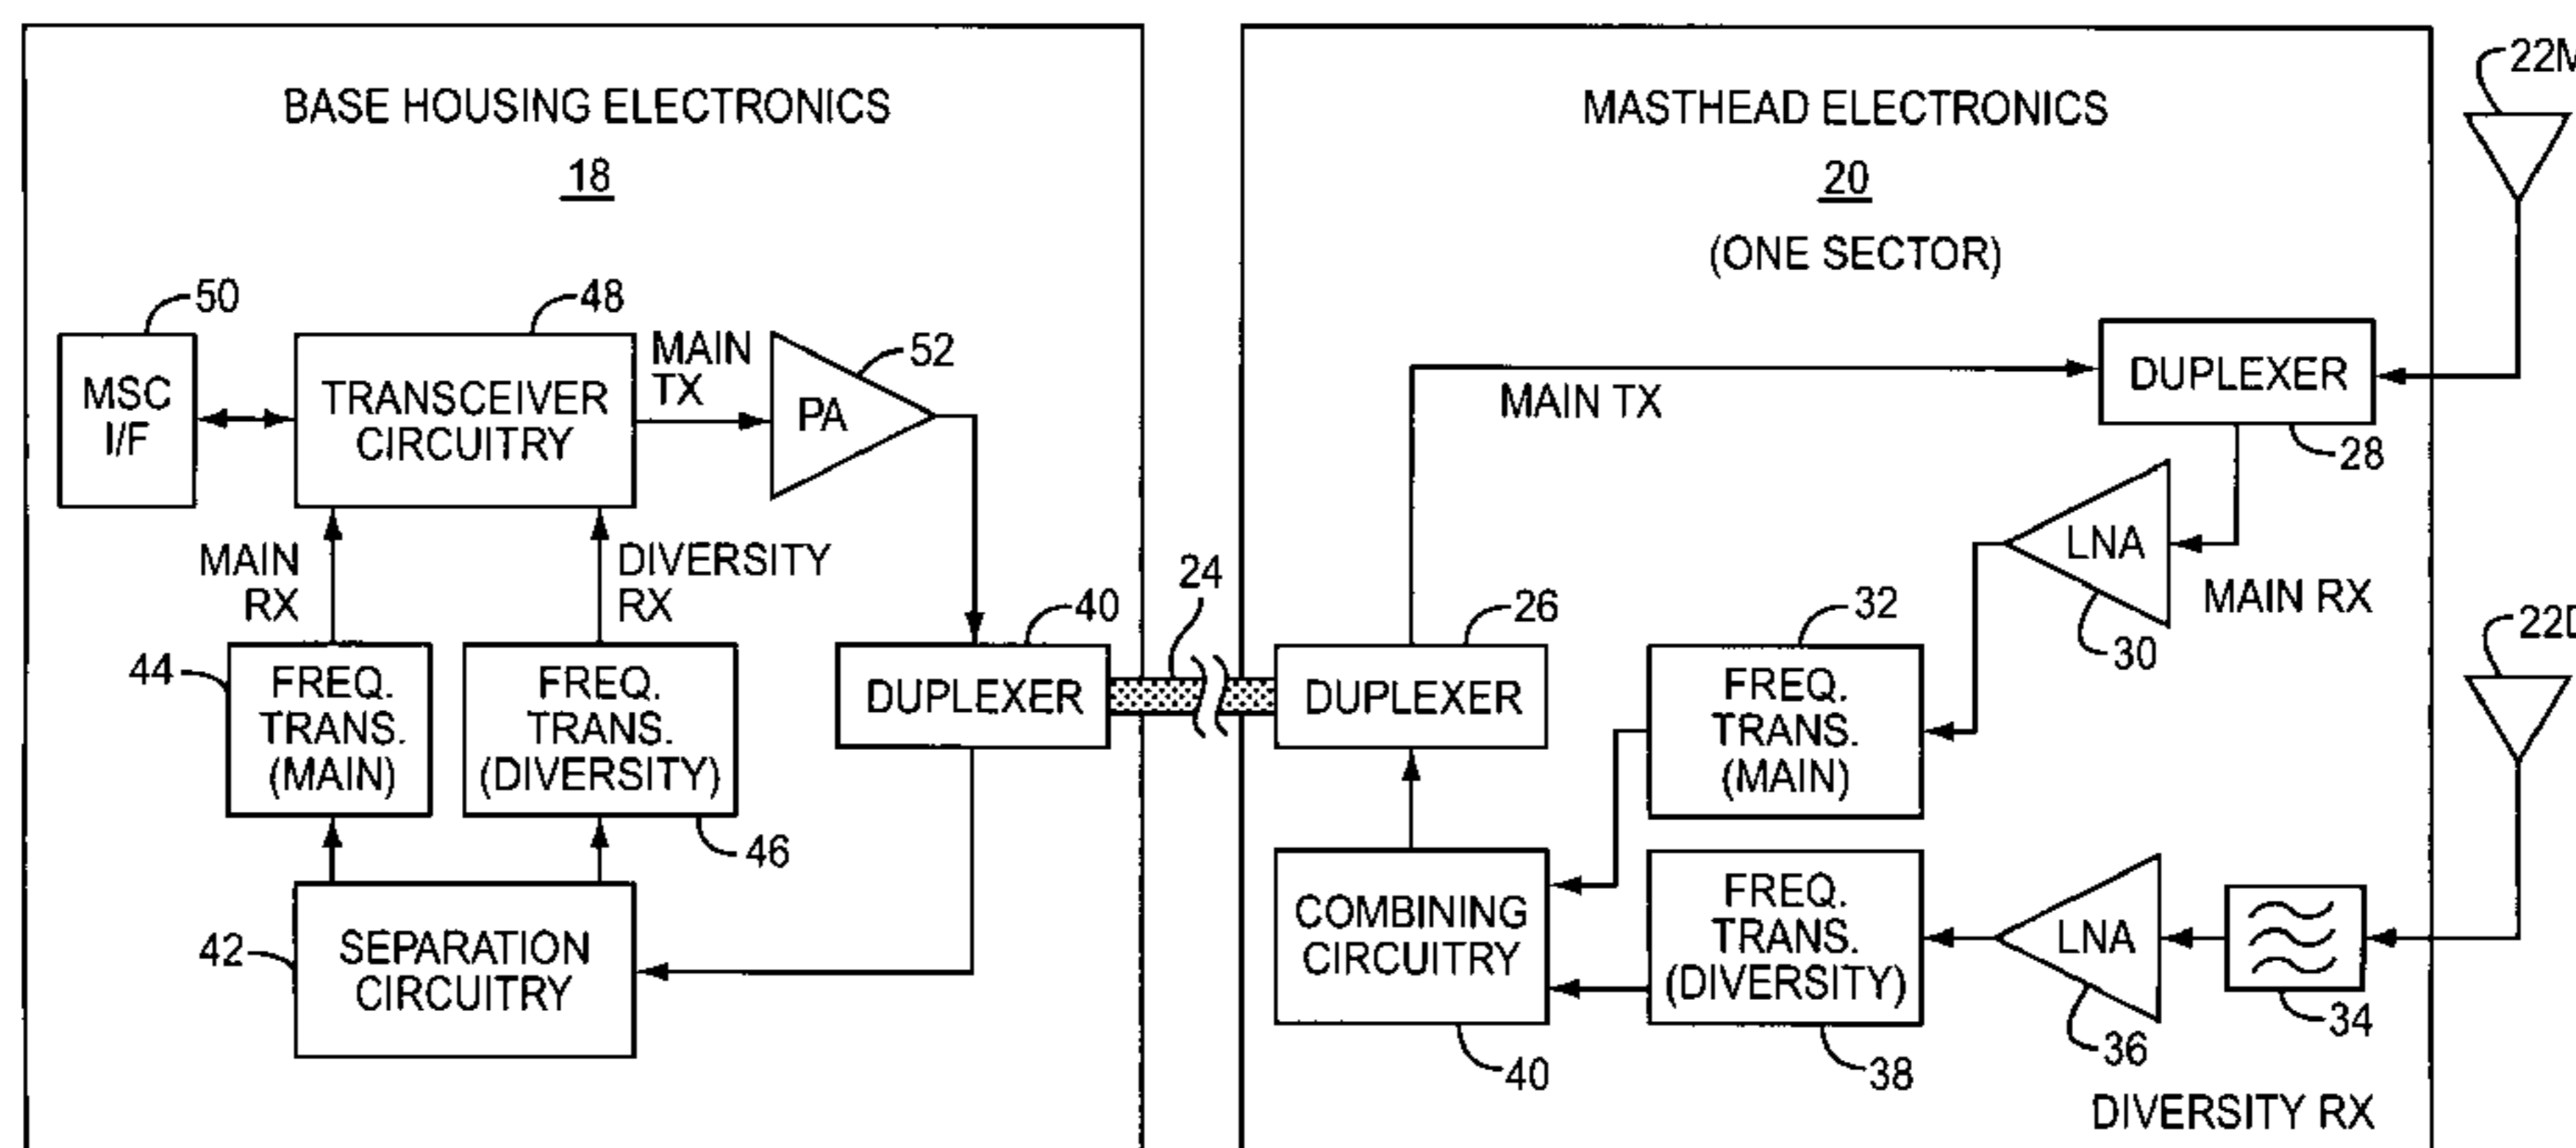 BASE HOUSING ELECTRONICS
18
50
48
MSC
I/F
TRANSCEIVER
CIRCUITRY
MAIN
TX
PA
52
MAIN
RX
DIVERSITY
RX
44
FREQ.
TRANS.
(MAIN)
FREQ.
TRANS.
(DIVERSITY)
46
40
DUPLEXER
24
42
SEPARATION
CIRCUITRY
MASTHEAD ELECTRONICS
20
(ONE SECTOR)
22M
MAIN TX
DUPLEXER
28
LNA
30
MAIN RX
26
DUPLEXER
32
FREQ.
TRANS.
(MAIN)
22D
COMBINING
CIRCUITRY
40
FREQ.
TRANS.
(DIVERSITY)
38
LNA
36
34
DIVERSITY RX